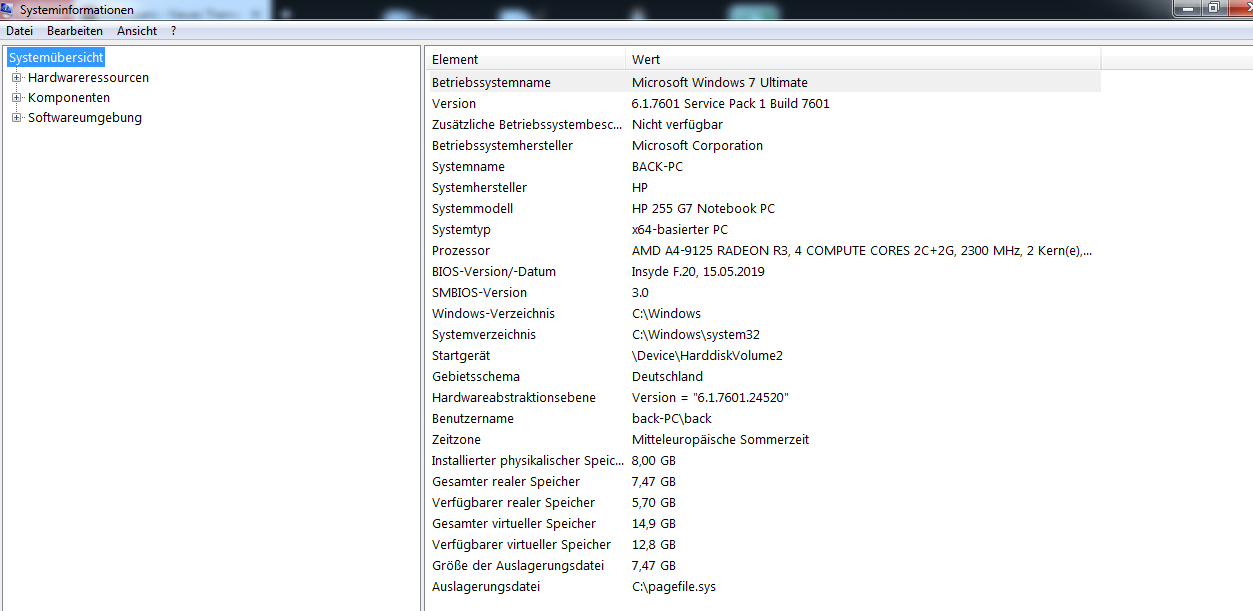 Systeminformationen
Datei Bearbeiten Ansicht ?
Systemübersicht
Hardwareressourcen
Komponenten
Softwareumgebung
Element Wert
Betriebssystemname Microsoft Windows 7 Ultimate
Version 6.1.7601 Service Pack 1 Build 7601
Zusätzliche Betriebssystembesc... Nicht verfügbar
Betriebssystemhersteller Microsoft Corporation
Systemname BACK-PC
Systemhersteller HP
Systemmodell HP 255 G7 Notebook PC
Systemtyp x64-basierter PC
Prozessor AMD A4-9125 RADEON R3, 4 COMPUTE CORES 2C+2G, 2300 MHz, 2 Kern(e),...
BIOS-Version/-Datum Insyde F.20, 15.05.2019
SMBIOS-Version 3.0
Windows-Verzeichnis C:\Windows
Systemverzeichnis C:\Windows\system32
Startgerät \Device\HarddiskVolume2
Gebietsschema Deutschland
Hardwareabstraktionsebene Version = "6.1.7601.24520"
Benutzername back-PC\back
Zeitzone Mitteleuropäische Sommerzeit
Installierter physikalischer Speic... 8,00 GB
Gesamter realer Speicher 7,47 GB
Verfügbarer realer Speicher 5,70 GB
Gesamter virtueller Speicher 14,9 GB
Verfügbarer virtueller Speicher 12,8 GB
Größe der Auslagerungsdatei 7,47 GB
Auslagerungsdatei C:\pagefile.sys